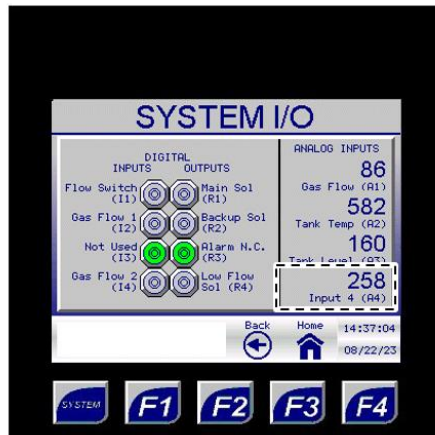 SYSTEM I/O
DIGITAL
INPUTS OUTPUTS
Flow Switch (I1)
Main Sol (R1)
Gas Flow 1 (I2)
Backup Sol (R2)
Not Used (I3)
Alarm N.C. (R3)
Gas Flow 2 (I4)
Low Flow Sol (R4)
ANALOG INPUTS
86
Gas Flow (A1)
582
Tank Temp (A2)
160
Tank Level (A3)
258
Input 4 (A4)
Back
Home
14:37:04
08/22/23
SYSTEM
F1
F2
F3
F4